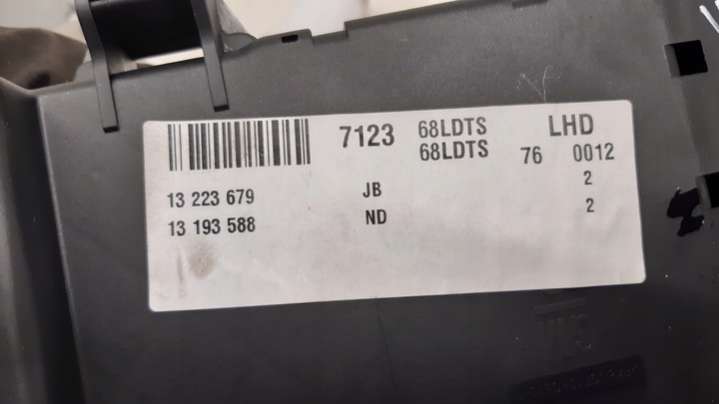 7123 68LDTS LHD
68LDTS 76 0012
13 223 679 JB 2
13 193 588 ND 2